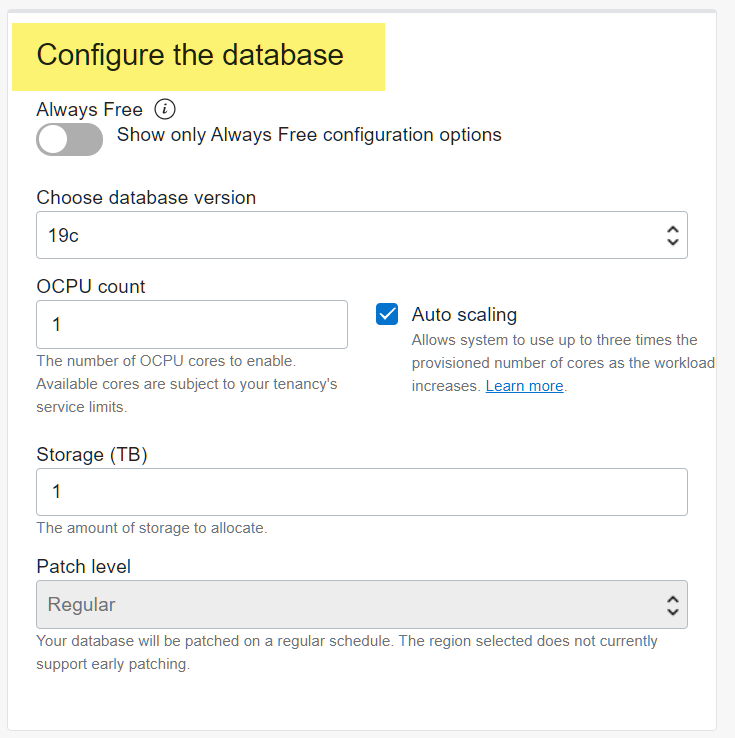 Configure the database
Always Free
Show only Always Free configuration options
Choose database version
19c
OCPU count
1
The number of OCPU cores to enable.
Available cores are subject to your tenancy's
service limits.
Auto scaling
Allows system to use up to three times the
provisioned number of cores as the workload
increases. Learn more.
Storage (TB)
1
The amount of storage to allocate.
Patch level
Regular
Your database will be patched on a regular schedule. The region selected does not currently
support early patching.